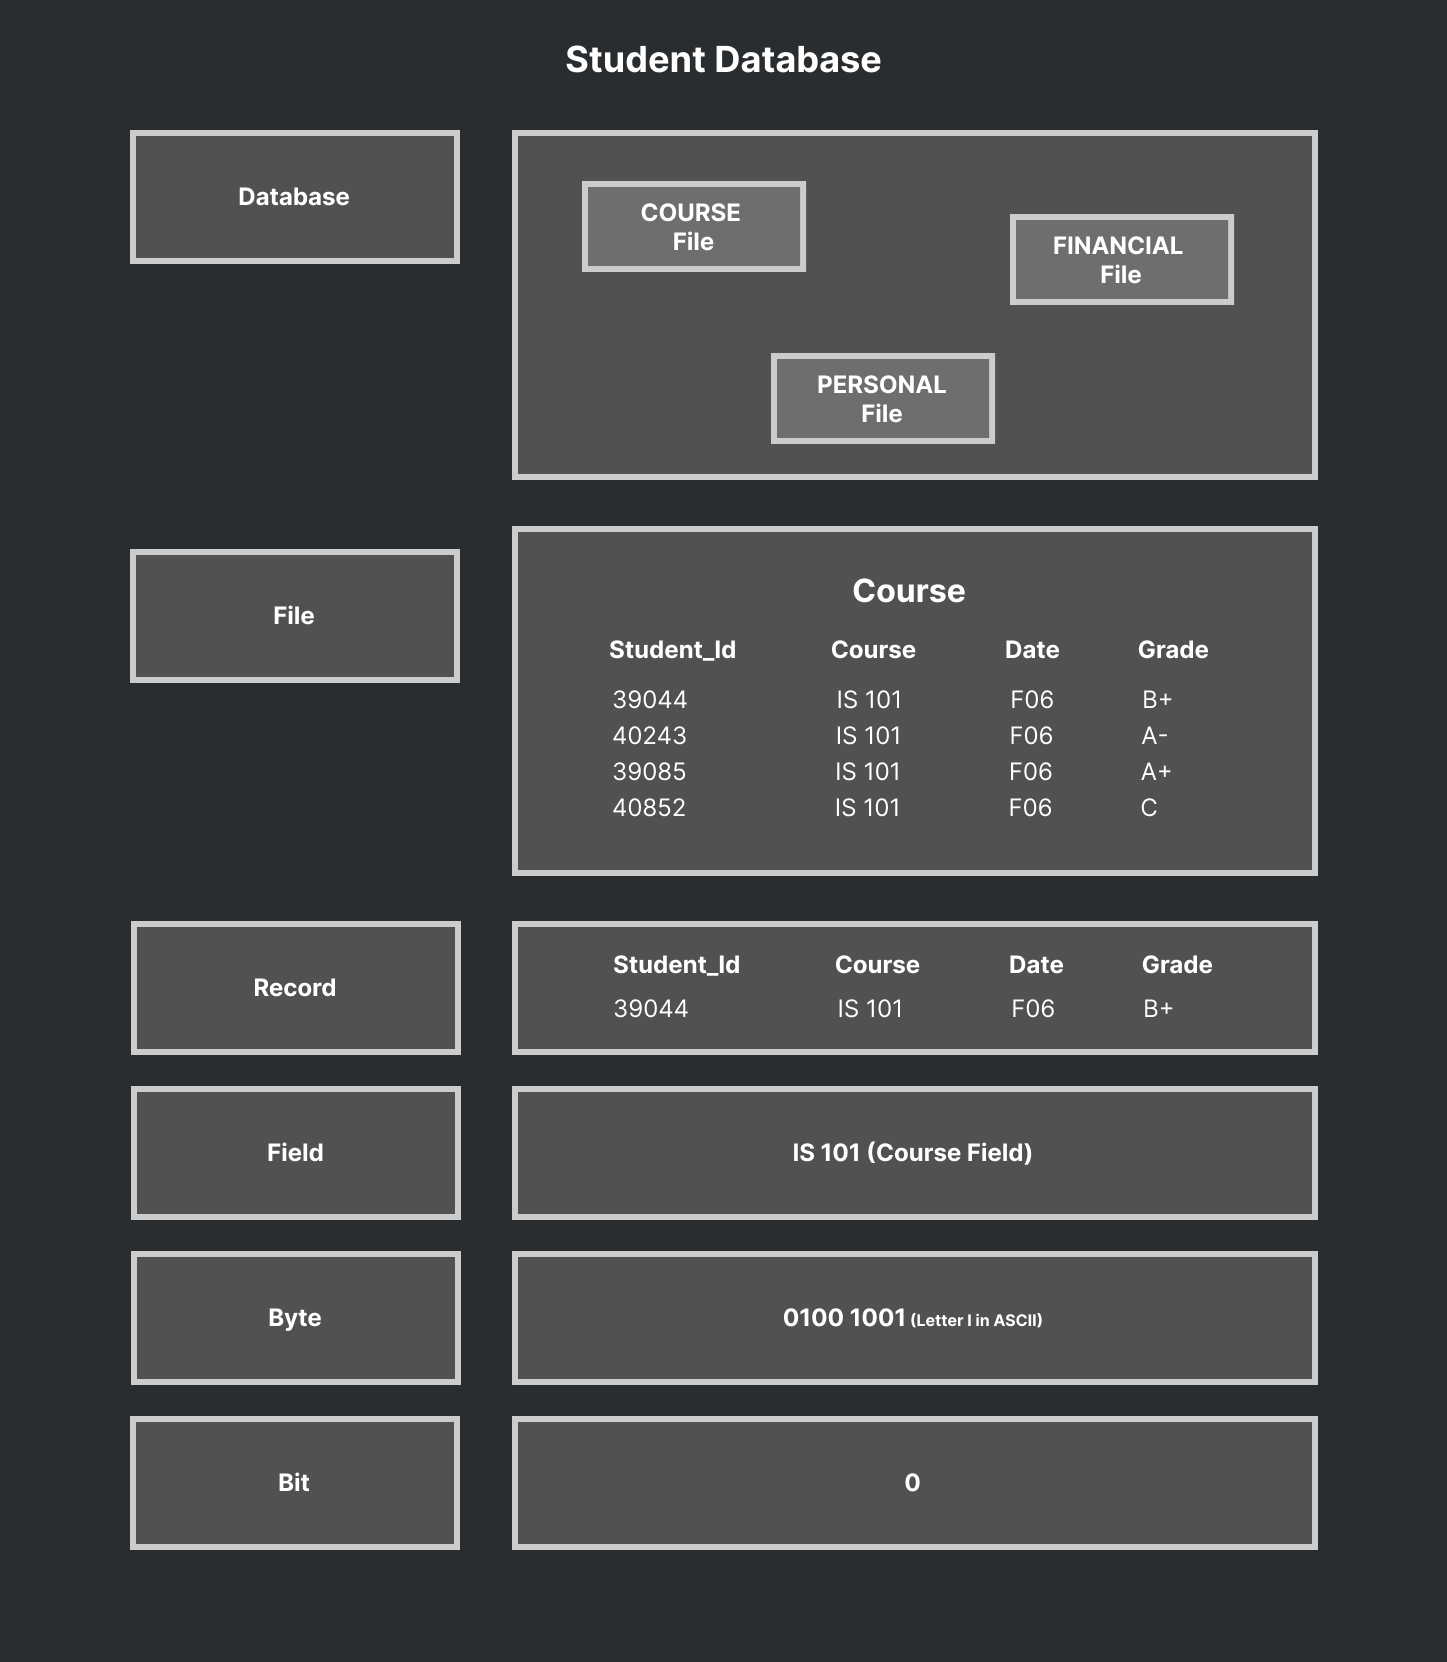 Student Database
Database
COURSE
File
FINANCIAL
File
PERSONAL
File
File
Course
Student_Id Course Date Grade
39044 IS 101 F06 B+
40243 IS 101 F06 A-
39085 IS 101 F06 A+
40852 IS 101 F06 C
Record
Student_Id Course Date Grade
39044 IS 101 F06 B+
Field
IS 101 (Course Field)
Byte
0100 1001 (Letter I in ASCII)
Bit
0